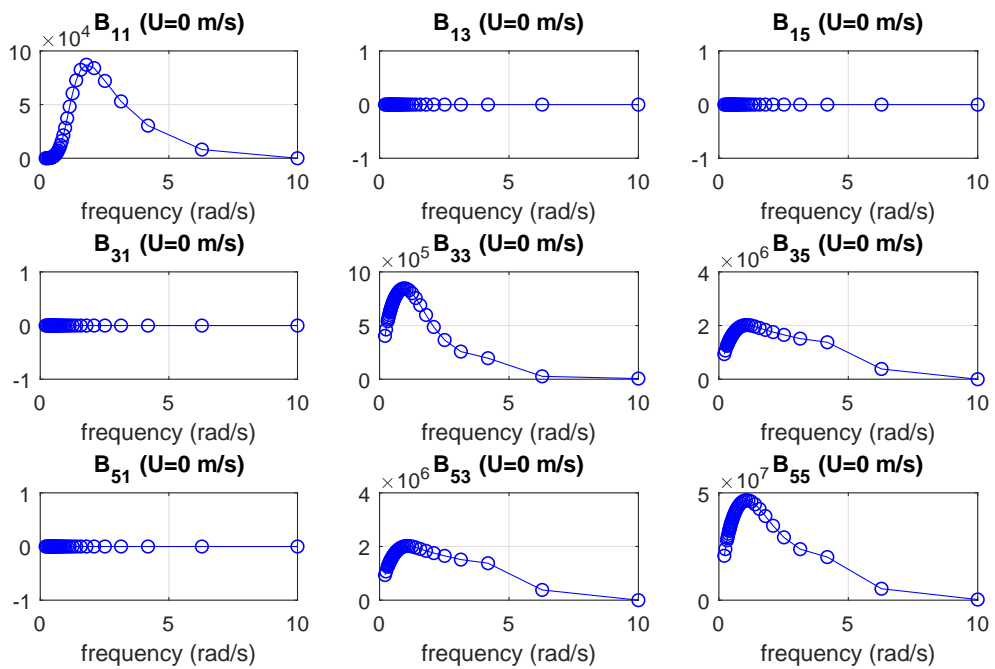 B11 (U=0 m/s)
× 10^4
10
5
0
0 5 10
frequency (rad/s)
B13 (U=0 m/s)
1
0
-1
0 5 10
frequency (rad/s)
B15 (U=0 m/s)
1
0
-1
0 5 10
frequency (rad/s)
B31 (U=0 m/s)
1
0
-1
0 5 10
frequency (rad/s)
B33 (U=0 m/s)
× 10^5
10
5
0
0 5 10
frequency (rad/s)
B35 (U=0 m/s)
× 10^6
4
2
0
0 5 10
frequency (rad/s)
B51 (U=0 m/s)
1
0
-1
0 5 10
frequency (rad/s)
B53 (U=0 m/s)
× 10^6
4
2
0
0 5 10
frequency (rad/s)
B55 (U=0 m/s)
× 10^7
5
0
0 5 10
frequency (rad/s)